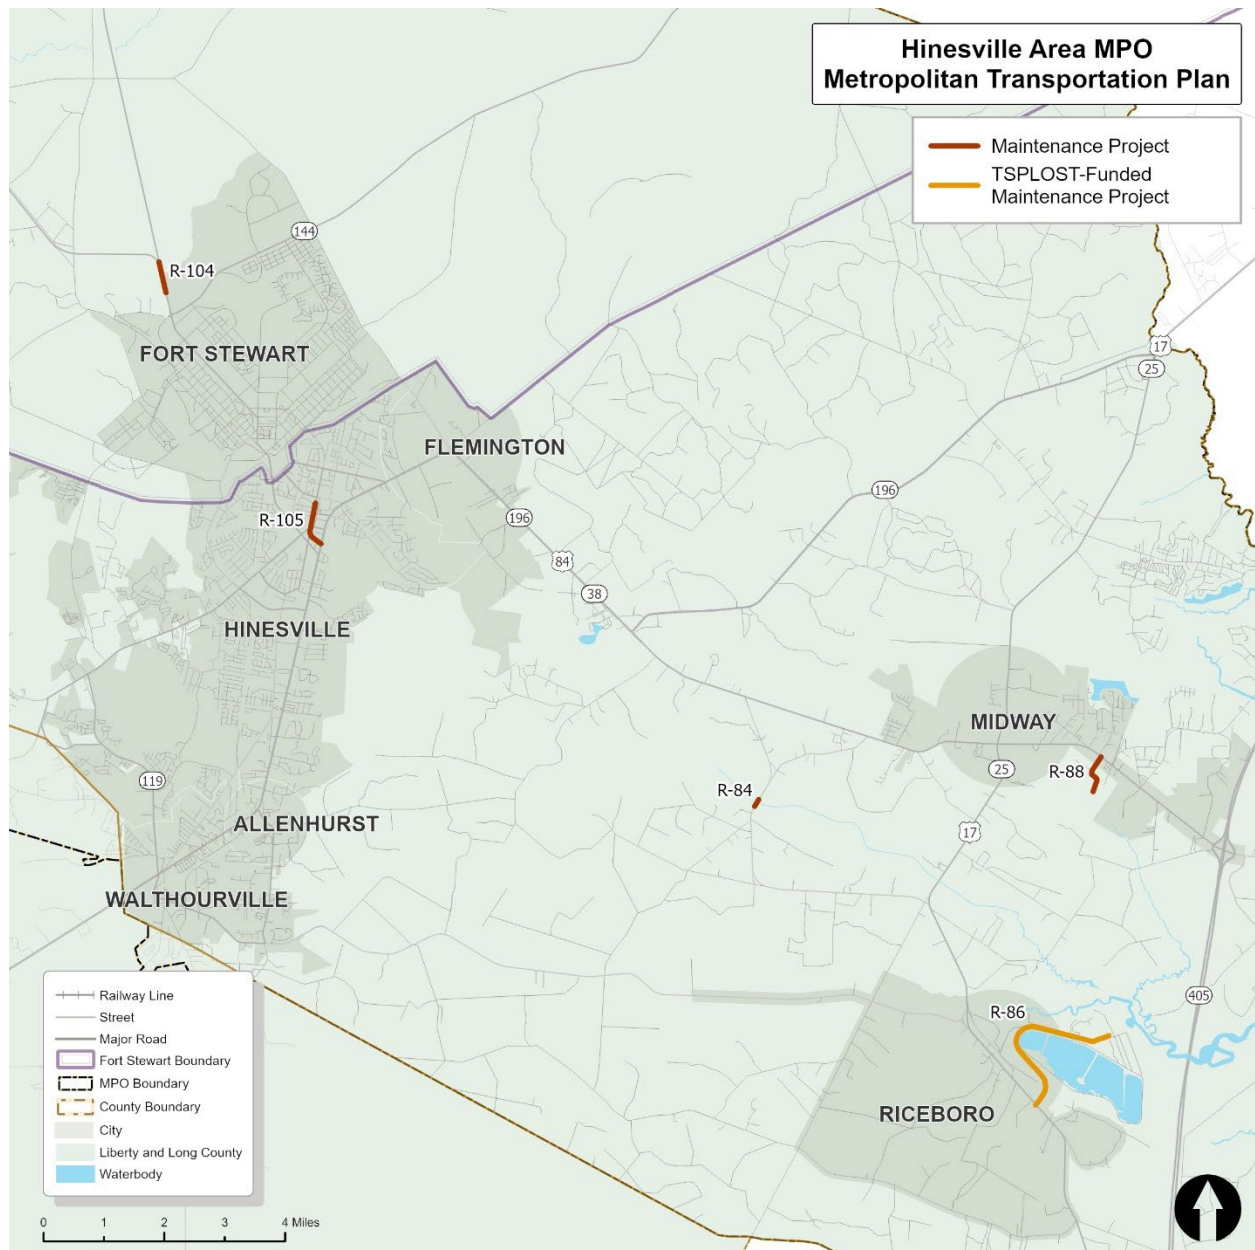 Hinesville Area MPO
Metropolitan Transportation Plan
Maintenance Project
TSPLOST-Funded
Maintenance Project
144
R-104
FORT STEWART
17
25
FLEMINGTON
196
R-105
196
84
38
HINESVILLE
MIDWAY
25
R-88
119
R-84
ALLENHURST
17
WALTHOURVILLE
405
R-86
RICEBORO
Railway Line
Street
Major Road
Fort Stewart Boundary
MPO Boundary
County Boundary
City
Liberty and Long County
Waterbody
0 1 2 3 4 Miles